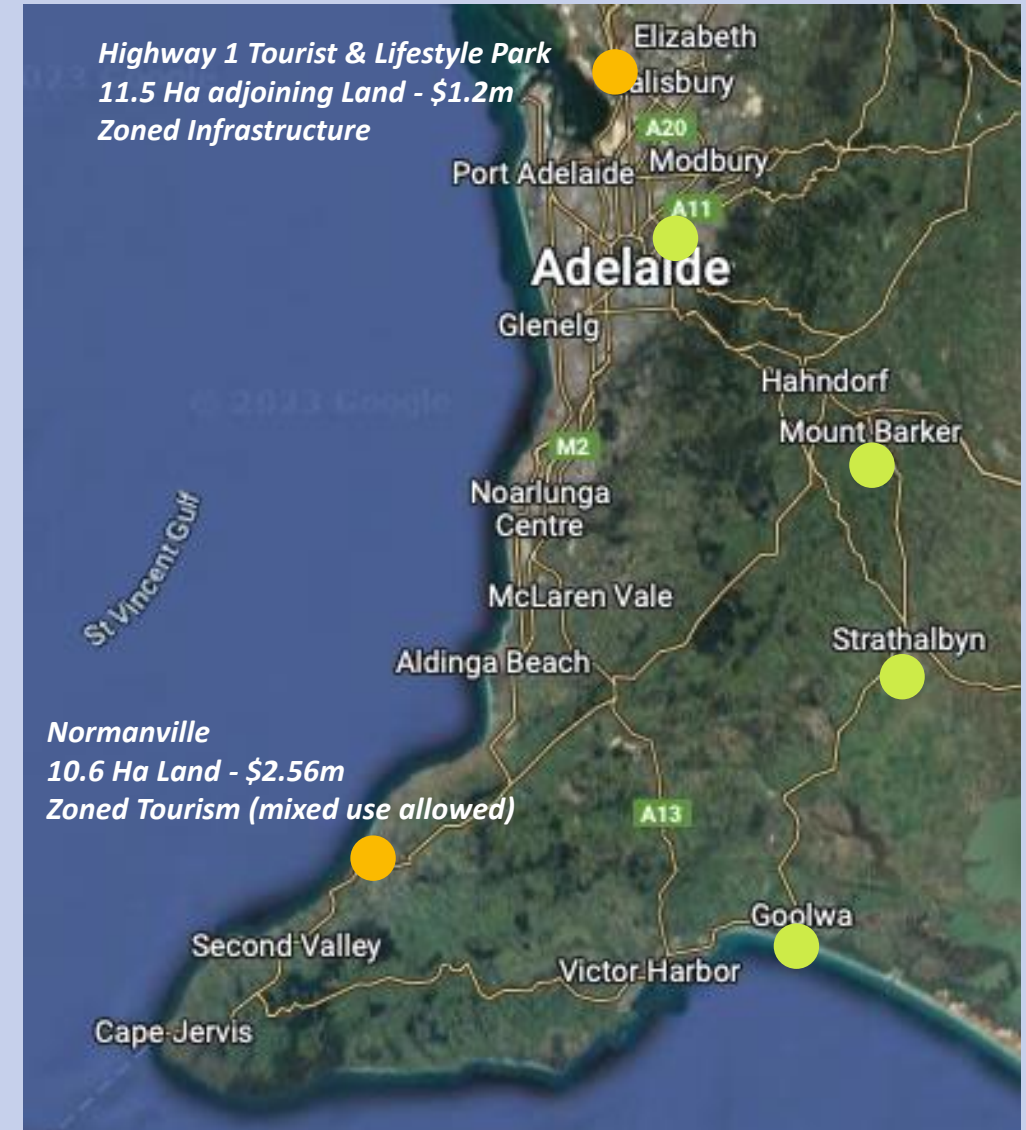 Highway 1 Tourist & Lifestyle Park
11.5 Ha adjoining Land - $1.2m
Zoned Infrastructure
Elizabeth
alisbury
A20
Port Adelaide
Modbury
A11
Adelaide
Glenelg
Hahndorf
© 2023 Google
Mount Barker
M2
Noarlunga
Centre
St Vincent Gulf
McLaren Vale
Strathalbyn
Aldinga Beach
Normanville
10.6 Ha Land - $2.56m
Zoned Tourism (mixed use allowed)
A13
Goolwa
Second Valley
Victor Harbor
Cape Jervis